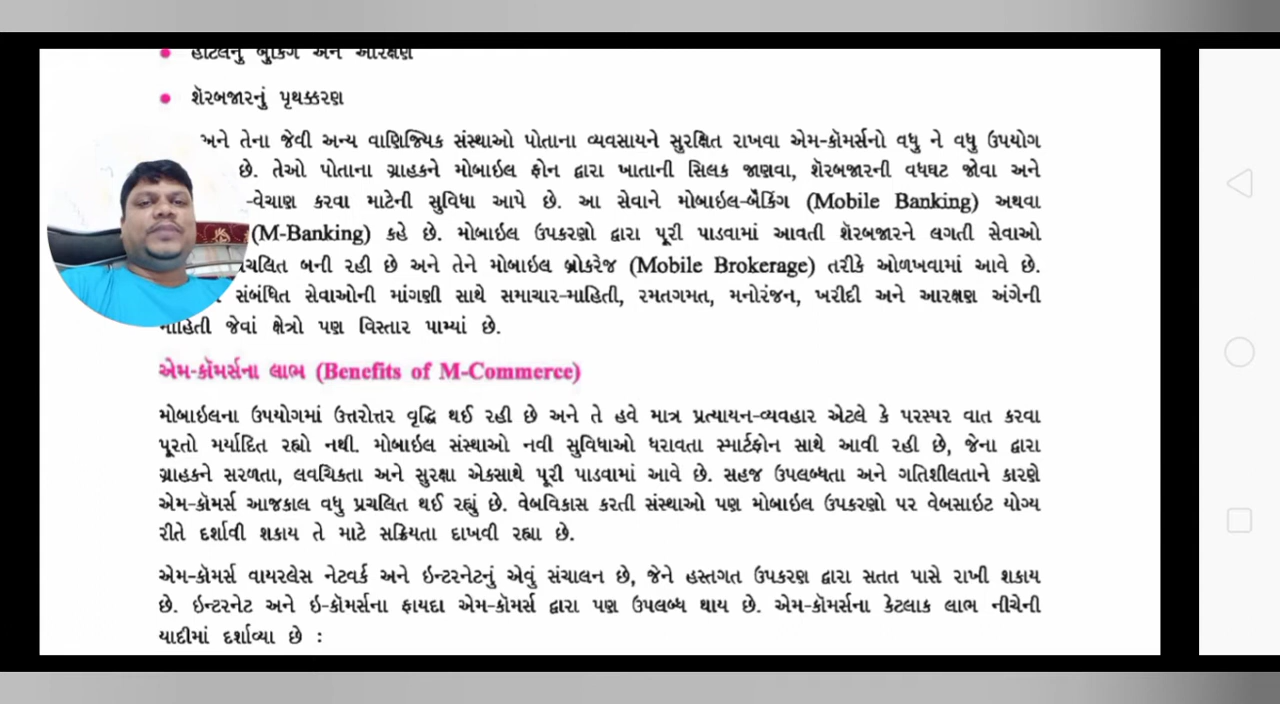 હોટલનું બુકિંગ અને આરક્ષણ
શૅરબજારનું પૃથક્કરણ
અને તેના જેવી અન્ય વાણિજ્યિક સંસ્થાઓ પોતાના વ્યવસાયને સુરક્ષિત રાખવા એમ-કૉમર્સનો વધુ ને વધુ ઉપયોગ
છે. તેઓ પોતાના ગ્રાહકને મોબાઇલ ફોન દ્વારા ખાતાની સિલક જાણવા, શૅરબજારની વધઘટ જોવા અને
-વેચાણ કરવા માટેની સુવિધા આપે છે. આ સેવાને મોબાઇલ-બૅંકિંગ (Mobile Banking) અથવા
(M-Banking) કહે છે. મોબાઇલ ઉપકરણો દ્વારા પૂરી પાડવામાં આવતી શૅરબજારને લગતી સેવાઓ
બની રહી છે અને તેને મોબાઇલ બ્રોકરેજ (Mobile Brokerage) તરીકે ઓળખવામાં આવે છે.
સંબંધિત સેવાઓની માંગણી સાથે સમાચાર-માહિતી, રમતગમત, મનોરંજન, ખરીદી અને આરક્ષણ અંગેની
માહિતી જેવાં ક્ષેત્રો પણ વિસ્તાર પામ્યાં છે.
એમ-કૉમર્સના લાભ (Benefits of M-Commerce)
મોબાઇલના ઉપયોગમાં ઉત્તરોત્તર વૃદ્ધિ થઈ રહી છે અને તે હવે માત્ર પ્રત્યાયન-વ્યવહાર એટલે કે પરસ્પર વાત કરવા
પૂરતો મર્યાદિત રહ્યો નથી. મોબાઇલ સંસ્થાઓ નવી સુવિધાઓ ધરાવતા સ્માર્ટફોન સાથે આવી રહી છે, જેના દ્વારા
ગ્રાહકને સરળતા, લવચિકતા અને સુરક્ષા એકસાથે પૂરી પાડવામાં આવે છે. સહજ ઉપલબ્ધતા અને ગતિશીલતાને કારણે
એમ-કૉમર્સ આજકાલ વધુ પ્રચલિત થઈ રહ્યું છે. વેબવિકાસ કરતી સંસ્થાઓ પણ મોબાઇલ ઉપકરણો પર વેબસાઇટ યોગ્ય
રીતે દર્શાવી શકાય તે માટે સક્રિયતા દાખવી રહ્યા છે.
એમ-કૉમર્સ વાયરલેસ નેટવર્ક અને ઇન્ટરનેટનું એવું સંચાલન છે, જેને હસ્તગત ઉપકરણ દ્વારા સતત પાસે રાખી શકાય
છે. ઇન્ટરનેટ અને ઇ-કૉમર્સના ફાયદા એમ-કૉમર્સ દ્વારા પણ ઉપલબ્ધ થાય છે. એમ-કૉમર્સના કેટલાક લાભ નીચેની
યાદીમાં દર્શાવ્યા છે :